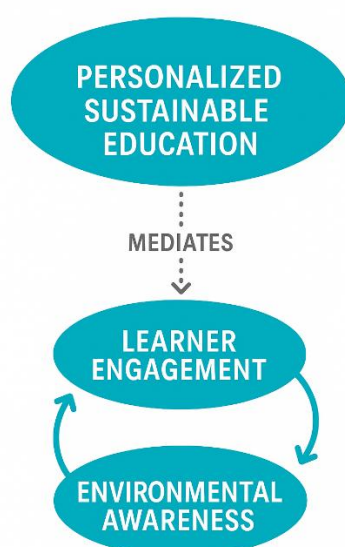 PERSONALIZED
SUSTAINABLE
EDUCATION
MEDIATES
LEARNER
ENGAGEMENT
ENVIRONMENTAL
AWARENESS